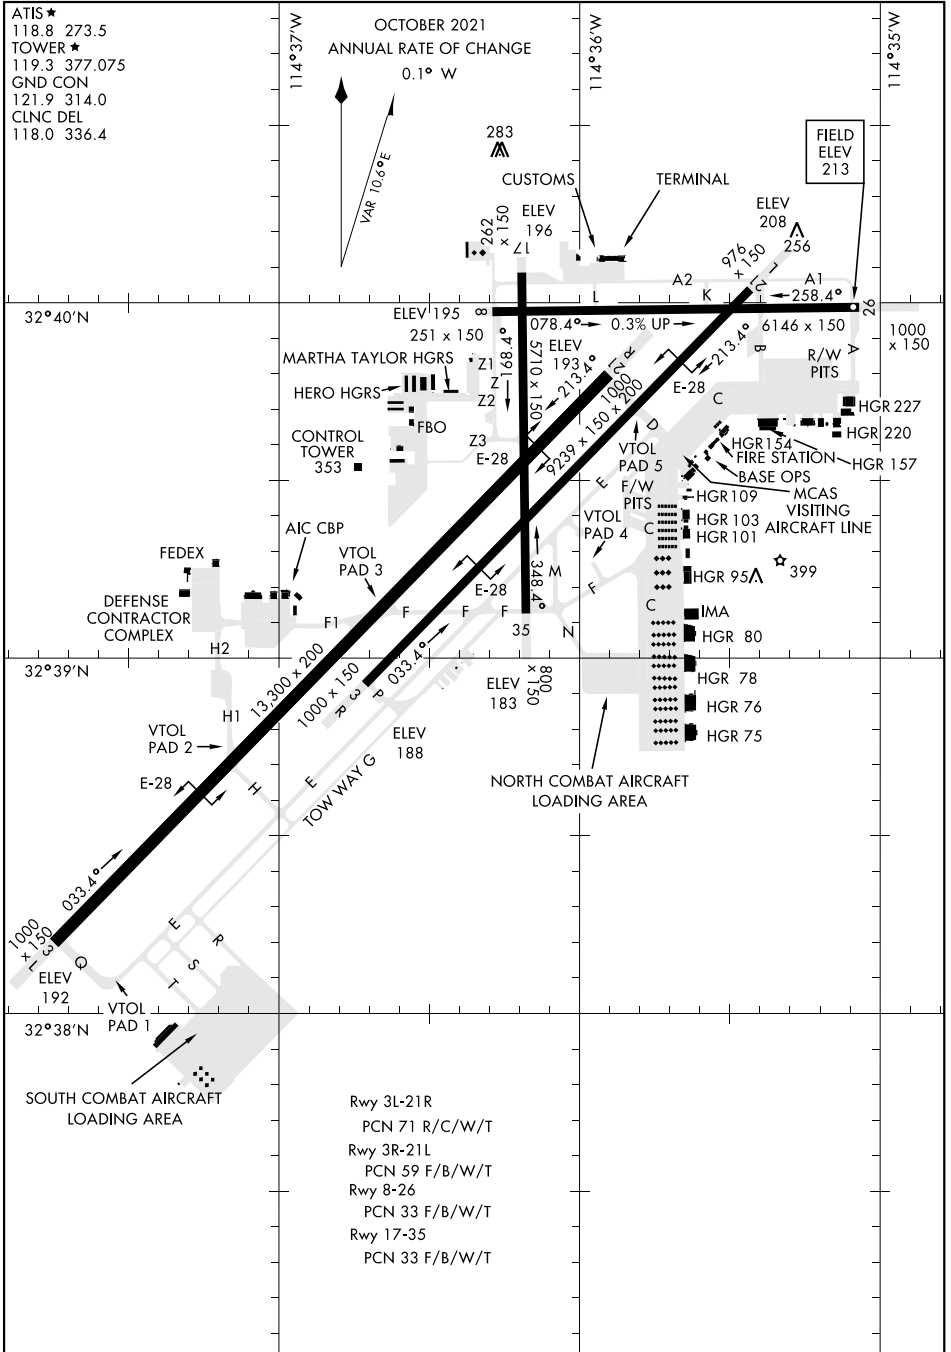 ATIS ★
118.8 273.5
TOWER ★
119.3 377.075
GND CON
121.9 314.0
CLNC DEL
118.0 336.4
OCTOBER 2021
ANNUAL RATE OF CHANGE
0.1° W
VAR 10.6° E
114°37'W
114°36'W
114°35'W
FIELD
ELEV
213
283
CUSTOMS
TERMINAL
262
x 150
17
ELEV
196
ELEV
208
256
976
x 150
21
L
A2
A1
L
K
258.4°
32°40'N
ELEV 195
8
26
251 x 150
078.4°
0.3% UP
6146 x 150
1000
x 150
168.4°
5710 x 150
ELEV
193
213.4°
21
R
1000
213.4°
B
A
R/W
PITS
MARTHA TAYLOR HGRS
Z1
Z
Z2
E-28
HERO HGRS
FBO
Z3
E-28
9239 x 150 x 200
CONTROL
TOWER
353
C
D
VTOL
PAD 5
E
F/W
PITS
HGR 227
HGR 220
HGR 154
FIRE STATION
HGR 157
BASE OPS
HGR 109
MCAS
VISITING
AIRCRAFT LINE
HGR 103
HGR 101
C
VTOL
PAD 4
399
HGR 95
AIC CBP
VTOL
PAD 3
FEDEX
E-28
348.4°
M
F
C
DEFENSE
CONTRACTOR
COMPLEX
F1
F
F
F
35
N
IMA
HGR 80
H2
32°39'N
13,300 x 200
1000 x 150
3
R
P
033.4°
ELEV
183
800
x 150
HGR 78
HGR 76
HGR 75
H1
VTOL
PAD 2
ELEV
188
E-28
H
E
TOW WAY G
NORTH COMBAT AIRCRAFT
LOADING AREA
033.4°
1000
x 150
3
L
Q
E
R
S
T
ELEV
192
VTOL
PAD 1
32°38'N
SOUTH COMBAT AIRCRAFT
LOADING AREA
Rwy 3L-21R
PCN 71 R/C/W/T
Rwy 3R-21L
PCN 59 F/B/W/T
Rwy 8-26
PCN 33 F/B/W/T
Rwy 17-35
PCN 33 F/B/W/T